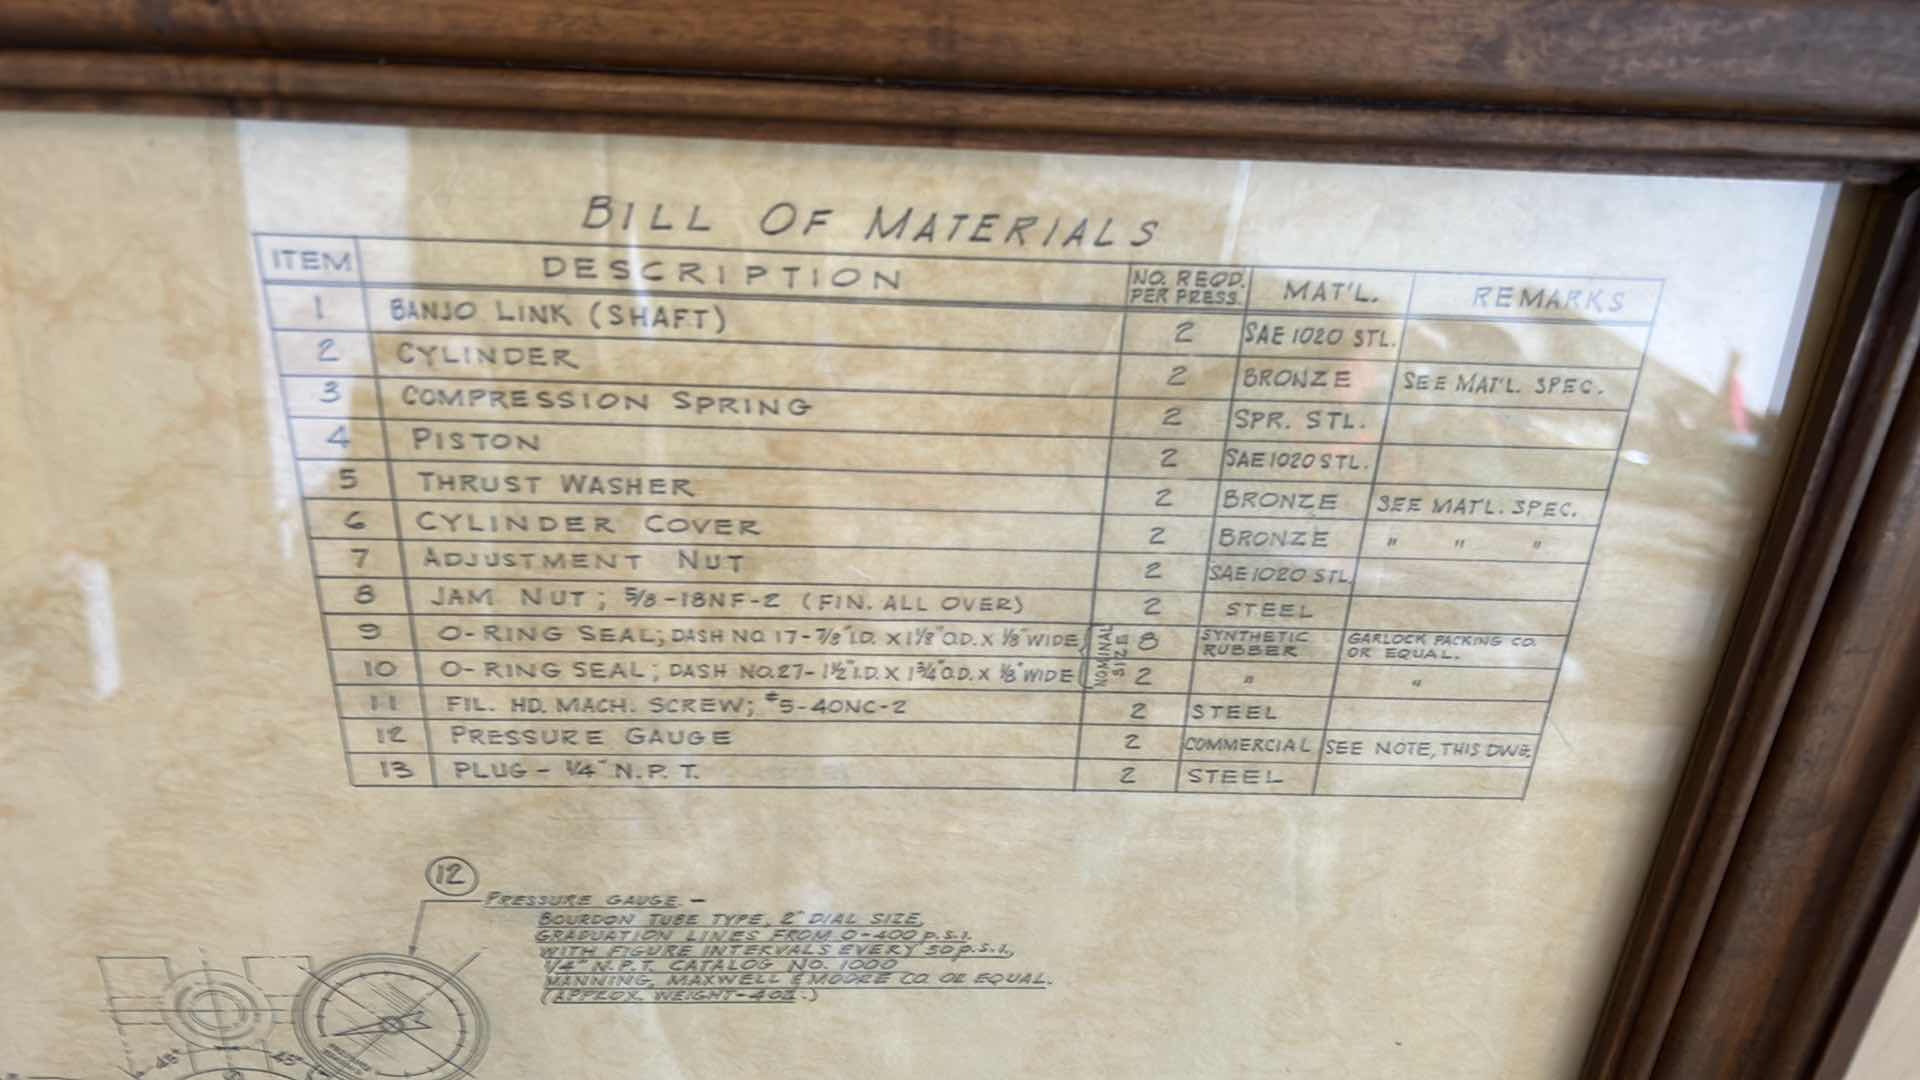 BILL OF MATERIALS
ITEM DESCRIPTION NO. REQD. PER PRESS. MAT'L. REMARKS
1 BANJO LINK (SHAFT) 2 SAE 1020 STL.
2 CYLINDER 2 BRONZE SEE MAT'L. SPEC.
3 COMPRESSION SPRING 2 SPR. STL.
4 PISTON 2 SAE 1020 STL.
5 THRUST WASHER 2 BRONZE SEE MAT'L. SPEC.
6 CYLINDER COVER 2 BRONZE " " "
7 ADJUSTMENT NUT 2 SAE 1020 STL.
8 JAM NUT; 5/8-18NF-2 (FIN. ALL OVER) 2 STEEL
9 O-RING SEAL; DASH NO. 17-7/8" I.D. X 1 1/8" O.D. X 1/8" WIDE NOMINAL SIZE 8 SYNTHETIC RUBBER GARLOCK PACKING CO. OR EQUAL.
10 O-RING SEAL; DASH NO. 27-1 1/2" I.D. X 1 3/4" O.D. X 1/8" WIDE 2 " "
11 FIL. HD. MACH. SCREW; #5-40NC-2 2 STEEL
12 PRESSURE GAUGE 2 COMMERCIAL SEE NOTE, THIS DWG.
13 PLUG - 1/4" N.P.T. 2 STEEL
12
PRESSURE GAUGE. -
BOURDON TUBE TYPE, 2" DIAL SIZE,
GRADUATION LINES FROM 0-400 p.s.i.
WITH FIGURE INTERVALS EVERY 50 p.s.i.,
1/4" N.P.T. CATALOG NO. 1000
MANNING, MAXWELL & MOORE CO. OR EQUAL.
(APPROX. WEIGHT-
45° 45°